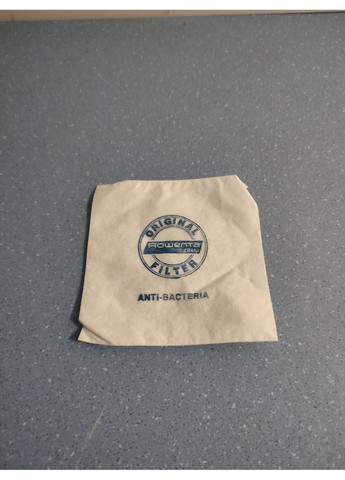 ORIGINAL
Rowenta
FILTER
ANTI-BACTERIA